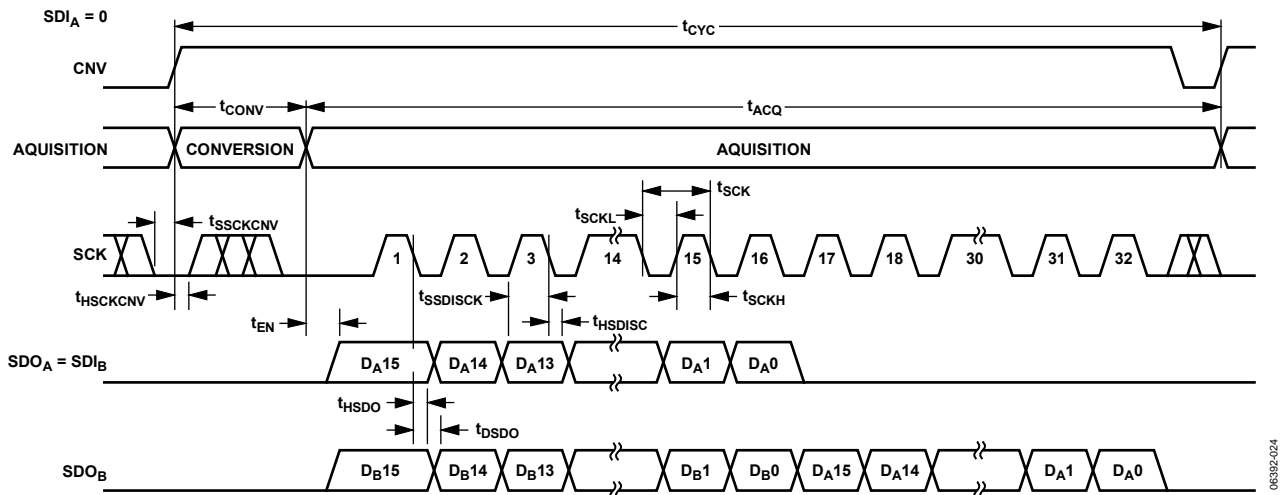 SDIA = 0
tCYC
CNV
tCONV
tACQ
AQUISITION
CONVERSION
AQUISITION
tSCK
tSCKL
tSSCKCNV
SCK
1
2
3
14
15
16
17
18
30
31
32
tHSCKCNV
tSSDISCK
tSCKH
tEN
tHSDISC
SDOA = SDIB
DA15
DA14
DA13
DA1
DA0
tHSDO
tDSDO
SDOB
DB15
DB14
DB13
DB1
DB0
DA15
DA14
DA1
DA0
06392-024